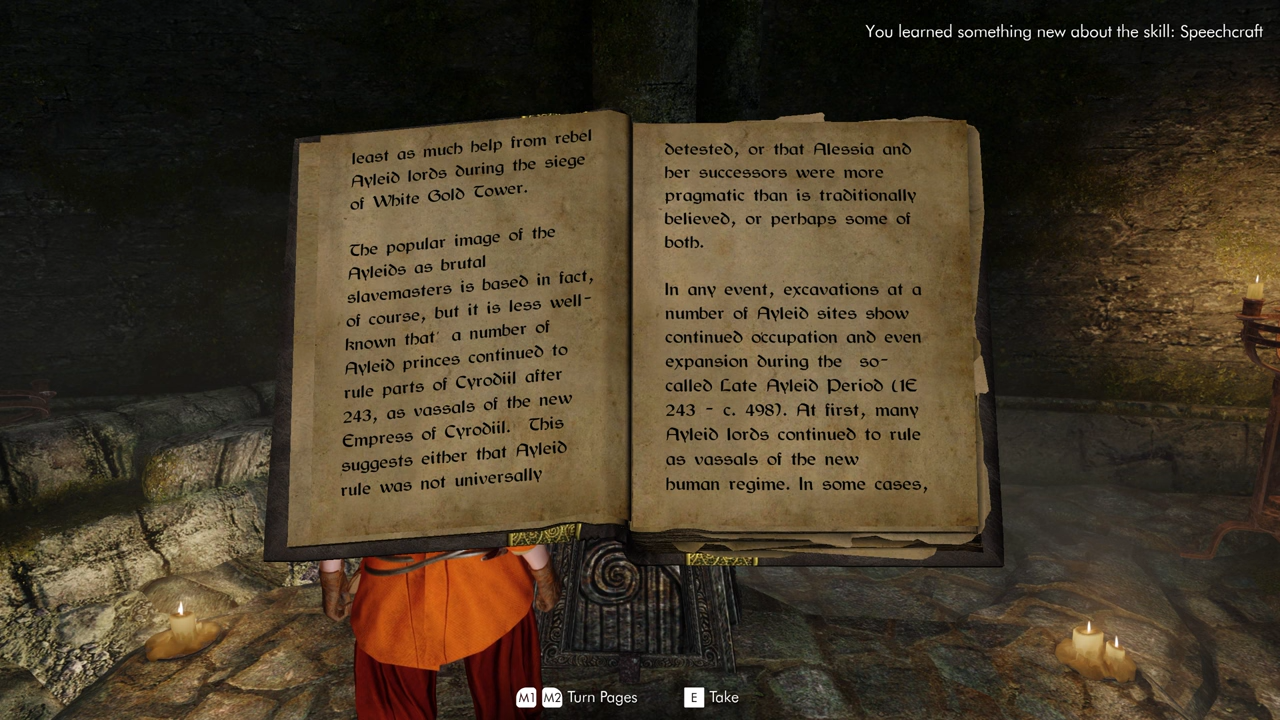 You learned something new about the skill: Speechcraft
least as much help from rebel
Ayleid lords during the siege
of White Gold Tower.
The popular image of the
Ayleids as brutal
slavemasters is based in fact,
of course, but it is less well-
known that a number of
Ayleid princes continued to
rule parts of Cyrodiil after
243, as vassals of the new
Empress of Cyrodiil. This
suggests either that Ayleid
rule was not universally
detested, or that Alessia and
her successors were more
pragmatic than is traditionally
believed, or perhaps some of
both.
In any event, excavations at a
number of Ayleid sites show
continued occupation and even
expansion during the so-
called Late Ayleid Period (1E
243 - c. 498). At first, many
Ayleid lords continued to rule
as vassals of the new
human regime. In some cases,
M1 M2 Turn Pages E Take